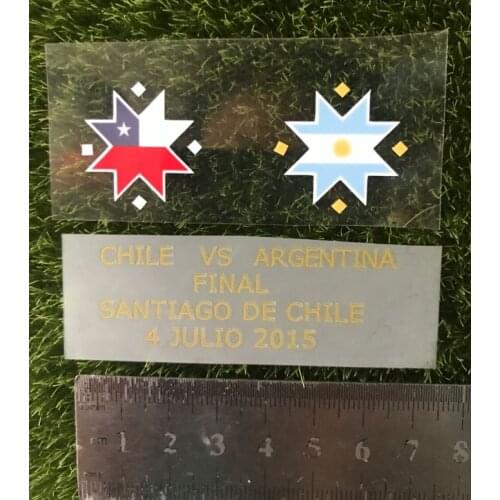 CHILE VS ARGENTINA
FINAL
SANTIAGO DE CHILE
4 JULIO 2015
1 2 3 4 5 6 7 8